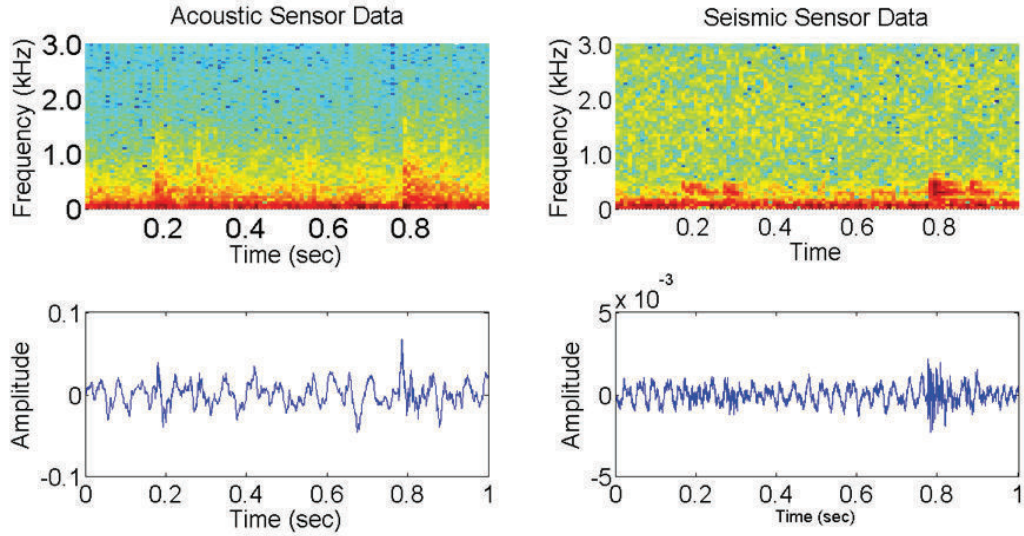 Acoustic Sensor Data
Frequency (kHz)
3.0
2.0
1.0
0
0.2 0.4 0.6 0.8
Time (sec)
Seismic Sensor Data
Frequency (kHz)
3.0
2.0
1.0
0
0.2 0.4 0.6 0.8
Time
Amplitude
0.1
0
-0.1
0 0.2 0.4 0.6 0.8 1
Time (sec)
Amplitude
x 10⁻³
5
0
-5
0 0.2 0.4 0.6 0.8 1
Time (sec)